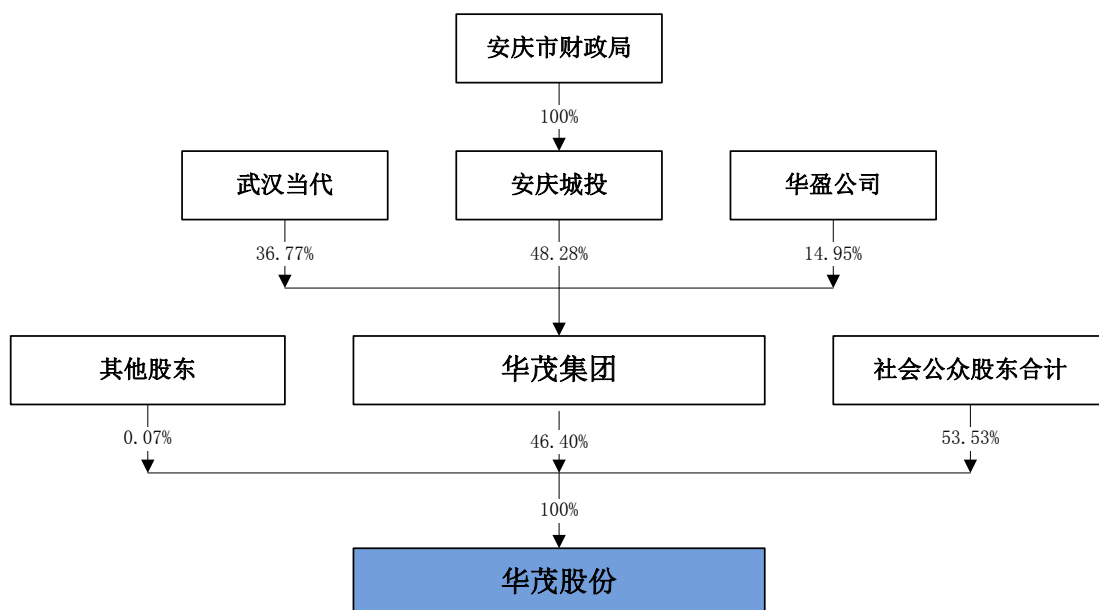 安庆市财政局
100%
武汉当代
安庆城投
华盈公司
36.77%
48.28%
14.95%
其他股东
华茂集团
社会公众股东合计
0.07%
46.40%
53.53%
100%
华茂股份